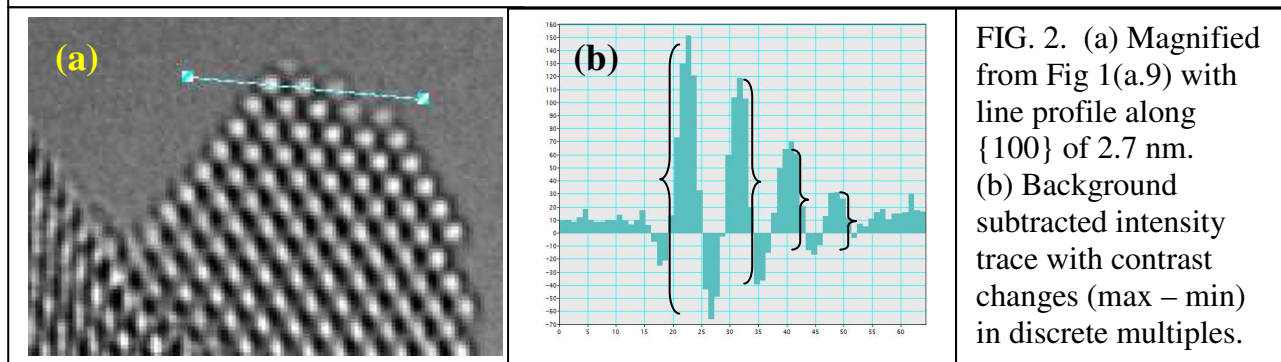 (a)
(b)
160
150
140
130
120
110
100
90
80
70
60
50
40
30
20
10
0
-10
-20
-30
-40
-50
-60
-70
0 5 10 15 20 25 30 35 40 45 50 55 60
FIG. 2. (a) Magnified
from Fig 1(a.9) with
line profile along
{100} of 2.7 nm.
(b) Background
subtracted intensity
trace with contrast
changes (max – min)
in discrete multiples.